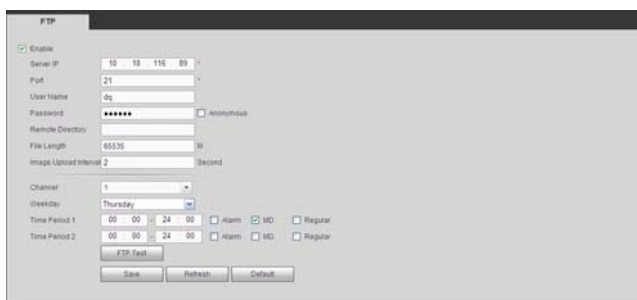 FTP
Enable
Server IP 10 . 18 . 116 . 89 *
Port 21 *
User Name dq
Password ●●●●●● Anonymous
Remote Directory
File Length 65535 M
Image Upload Interval 2 Second
Channel 1
Weekday Thursday
Time Period 1 00 : 00 - 24 : 00 Alarm MD Regular
Time Period 2 00 : 00 - 24 : 00 Alarm MD Regular
FTP Test
Save Refresh Default